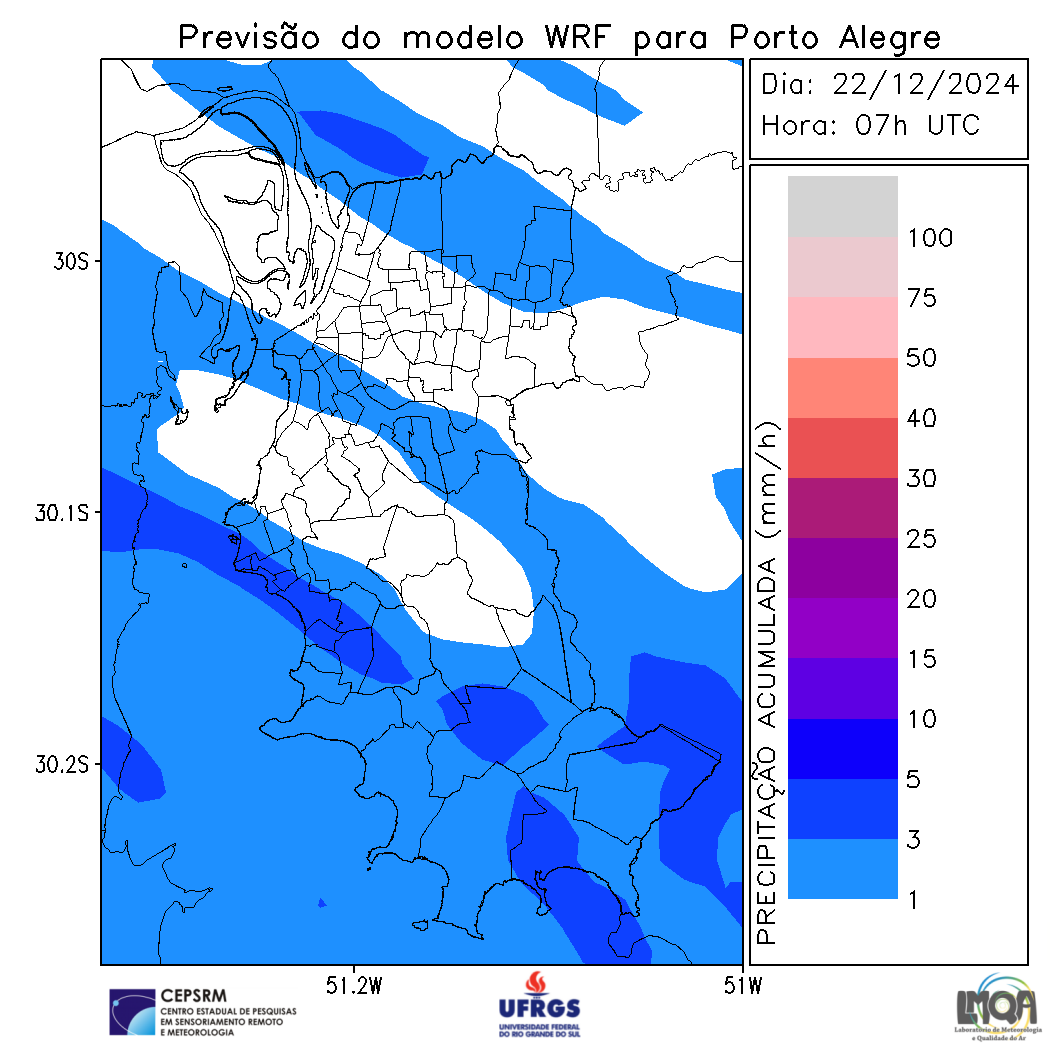 Previsão do modelo WRF para Porto Alegre
Dia: 22/12/2024
Hora: 07h UTC
30S
30.1S
30.2S
51.2W
51W
PRECIPITAÇÃO ACUMULADA (mm/h)
100
75
50
40
30
25
20
15
10
5
3
1
CEPSRM
CENTRO ESTADUAL DE PESQUISAS
EM SENSORIAMENTO REMOTO
E METEOROLOGIA
UFRGS
UNIVERSIDADE FEDERAL
DO RIO GRANDE DO SUL
LMQA
Laboratório de Meteorologia
e Qualidade do Ar